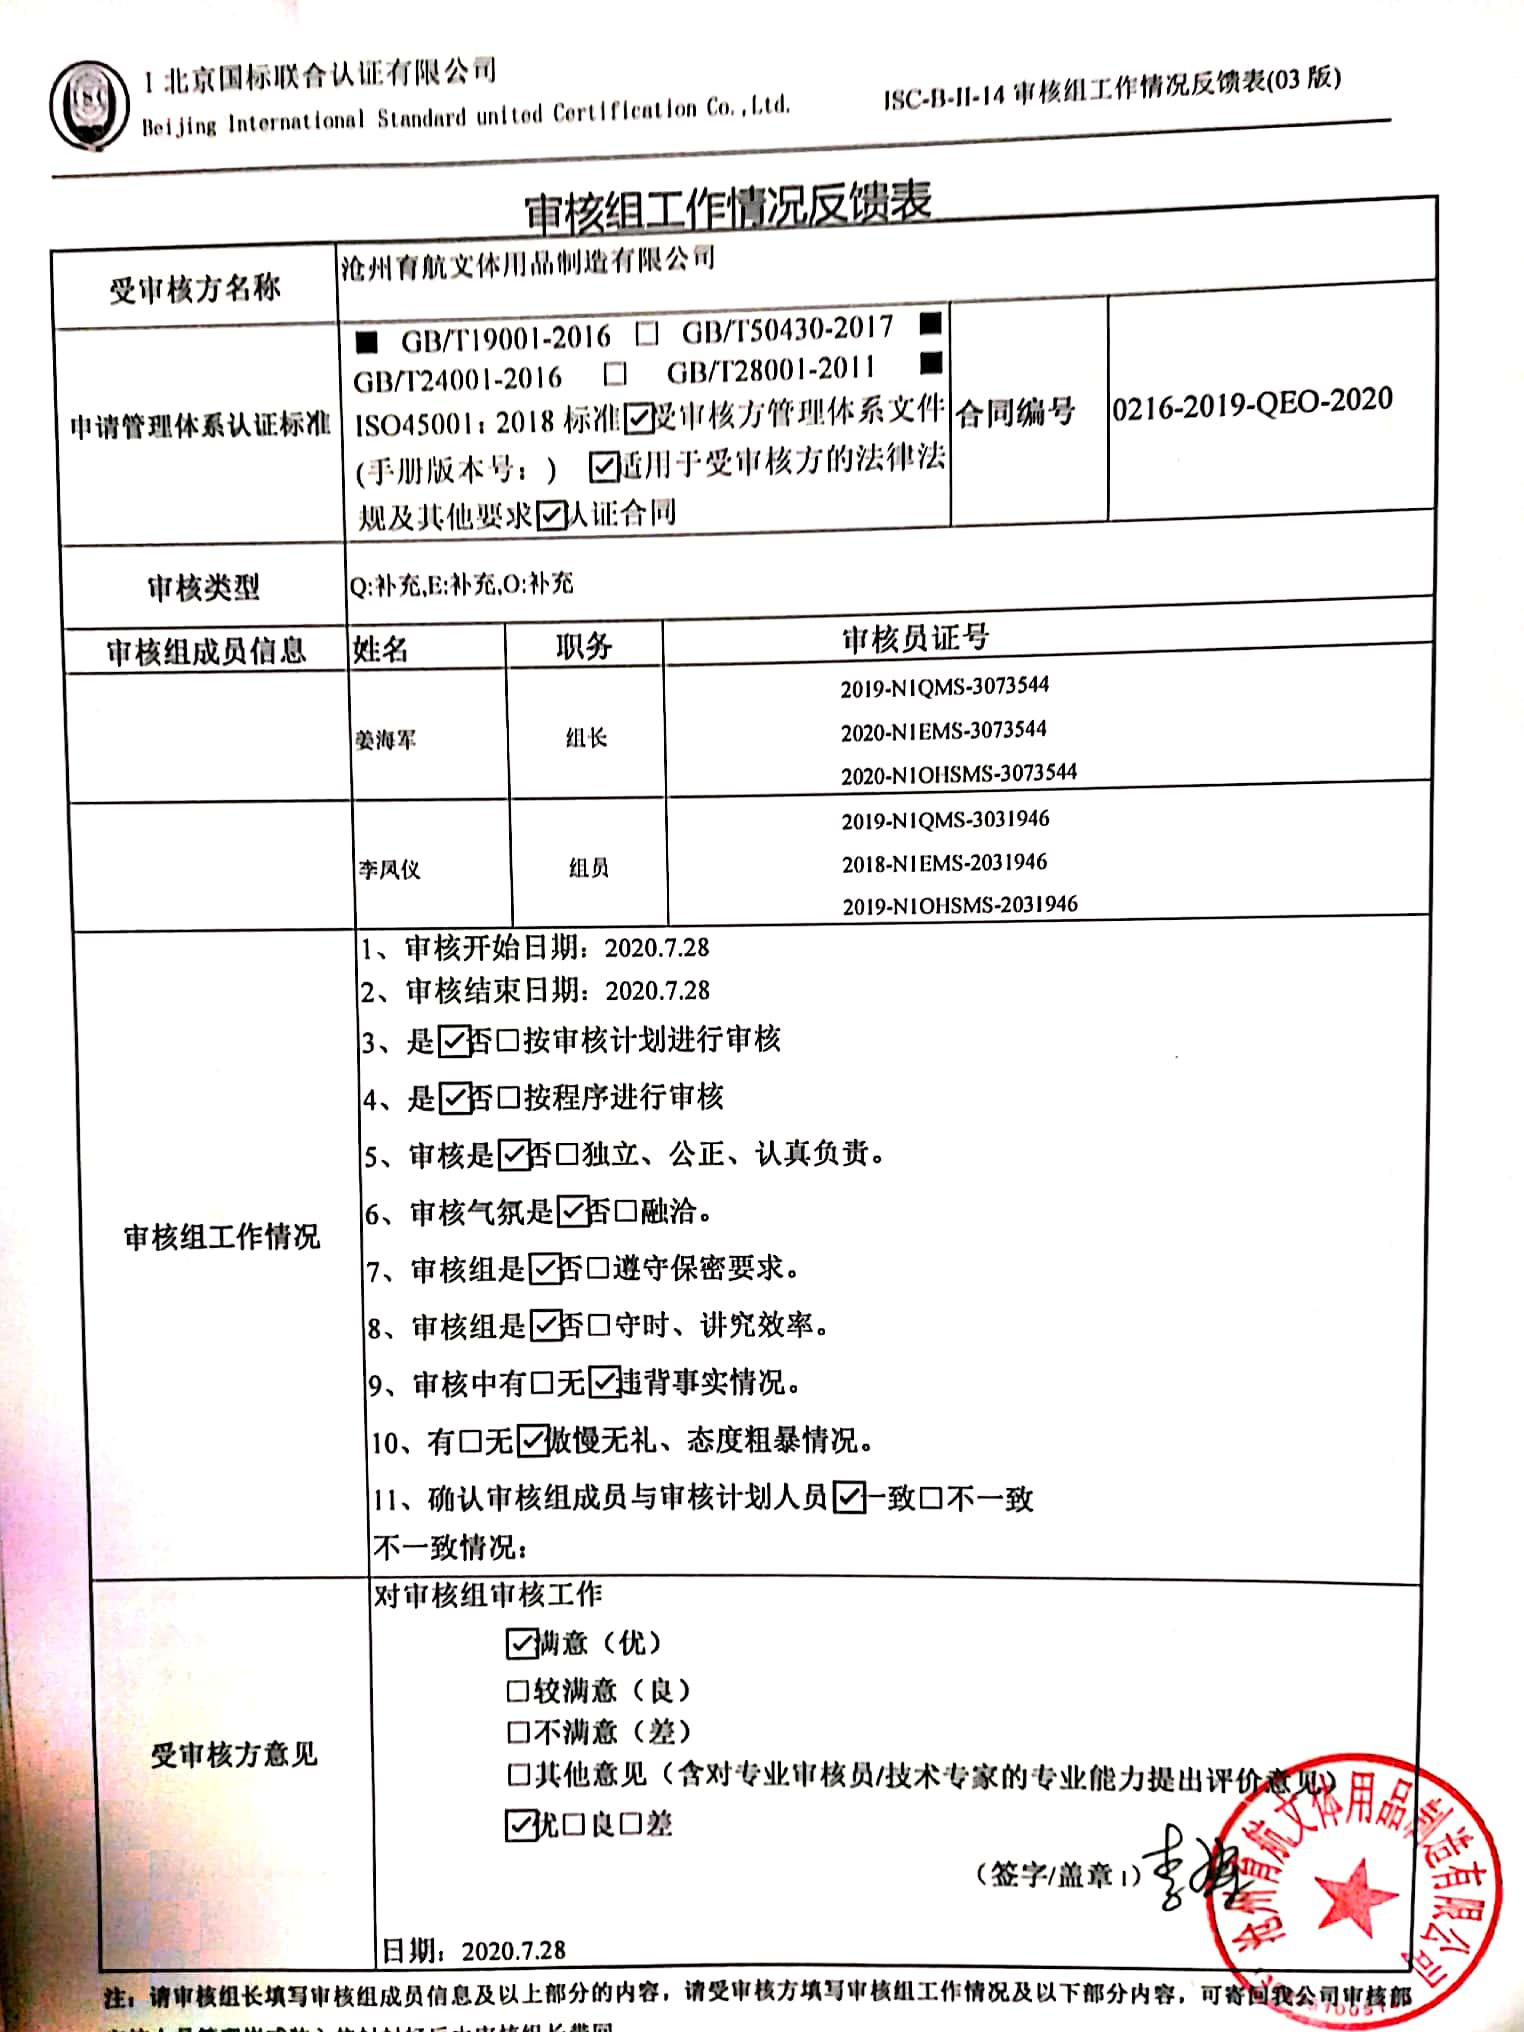 1 北京国标联合认证有限公司
Beijing International Standard united Certification Co.,Ltd.
ISC-B-II-14 审核组工作情况反馈表(03 版)
审核组工作情况反馈表
受审核方名称
沧州育航文体用品制造有限公司
申请管理体系认证标准
■ GB/T19001-2016 □ GB/T50430-2017 ■
GB/T24001-2016 □ GB/T28001-2011 ■
ISO45001：2018 标准☑受审核方管理体系文件
(手册版本号：) ☑适用于受审核方的法律法
规及其他要求☑认证合同
合同编号
0216-2019-QEO-2020
审核类型
Q:补充,E:补充,O:补充
审核组成员信息 姓名 职务 审核员证号
姜海军 组长
2019-N1QMS-3073544
2020-N1EMS-3073544
2020-N1OHSMS-3073544
李凤仪 组员
2019-N1QMS-3031946
2018-N1EMS-2031946
2019-N1OHSMS-2031946
审核组工作情况
1、审核开始日期：2020.7.28
2、审核结束日期：2020.7.28
3、是☑否□按审核计划进行审核
4、是☑否□按程序进行审核
5、审核是☑否□独立、公正、认真负责。
6、审核气氛是☑否□融洽。
7、审核组是☑否□遵守保密要求。
8、审核组是☑否□守时、讲究效率。
9、审核中有□无☑违背事实情况。
10、有□无☑傲慢无礼、态度粗暴情况。
11、确认审核组成员与审核计划人员☑一致□不一致
不一致情况：
受审核方意见
对审核组审核工作
☑满意（优）
□较满意（良）
□不满意（差）
□其他意见（含对专业审核员/技术专家的专业能力提出评价意见）
☑优□良□差
（签字/盖章：）
沧州育航文体用品制造有限公司
日期：2020.7.28
注：请审核组长填写审核组成员信息及以上部分的内容，请受审核方填写审核组工作情况及以下部分内容，可寄回我公司审核部